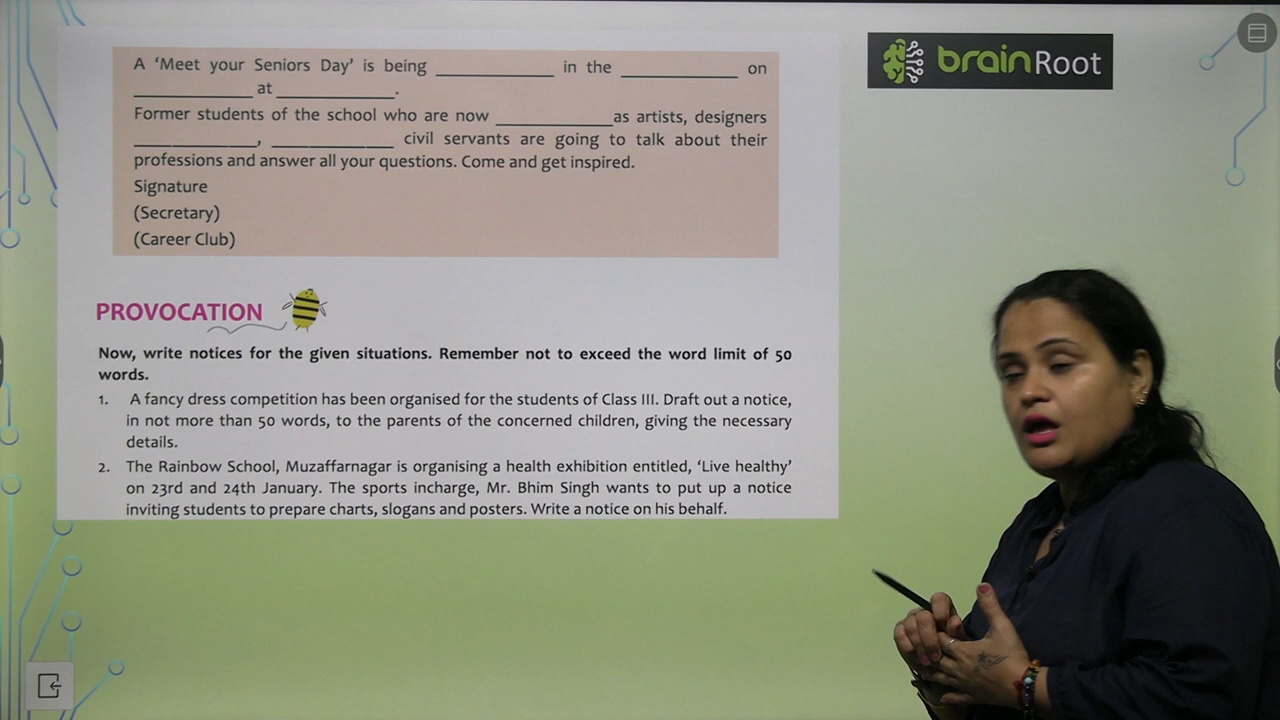 A ‘Meet your Seniors Day’ is being ____________ in the ____________ on
____________ at ____________.
Former students of the school who are now ____________as artists, designers
____________, ____________ civil servants are going to talk about their
professions and answer all your questions. Come and get inspired.
Signature
(Secretary)
(Career Club)
PROVOCATION
Now, write notices for the given situations. Remember not to exceed the word limit of 50
words.
1. A fancy dress competition has been organised for the students of Class III. Draft out a notice,
in not more than 50 words, to the parents of the concerned children, giving the necessary
details.
2. The Rainbow School, Muzaffarnagar is organising a health exhibition entitled, ‘Live healthy’
on 23rd and 24th January. The sports incharge, Mr. Bhim Singh wants to put up a notice
inviting students to prepare charts, slogans and posters. Write a notice on his behalf.
brainRoot